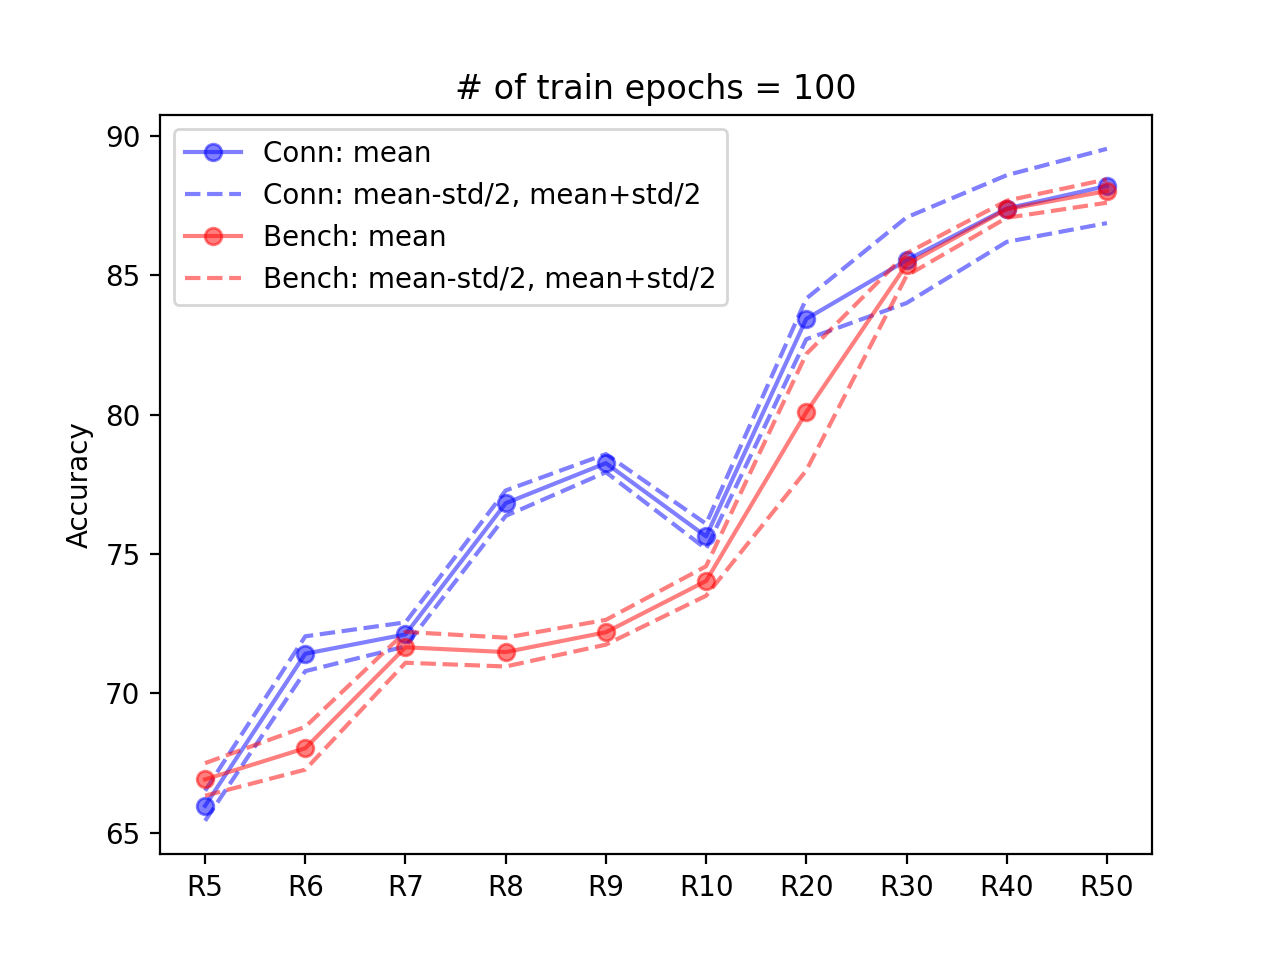 # of train epochs = 100
Conn: mean
Conn: mean-std/2, mean+std/2
Bench: mean
Bench: mean-std/2, mean+std/2
90
85
80
75
70
65
Accuracy
R5 R6 R7 R8 R9 R10 R20 R30 R40 R50